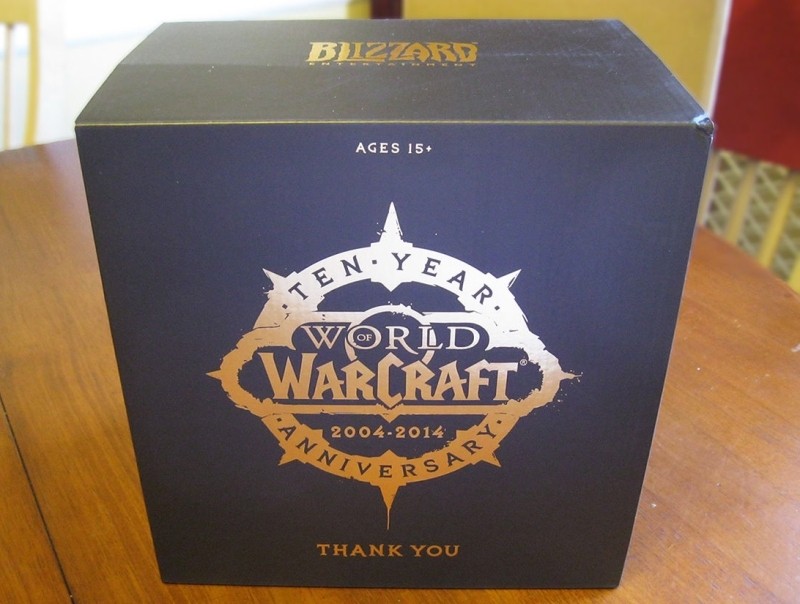 BLIZZARD
ENTERTAINMENT
AGES 15+
TEN · YEAR
WORLD
OF
WARCRAFT®
2004-2014
· ANNIVERSARY ·
THANK YOU